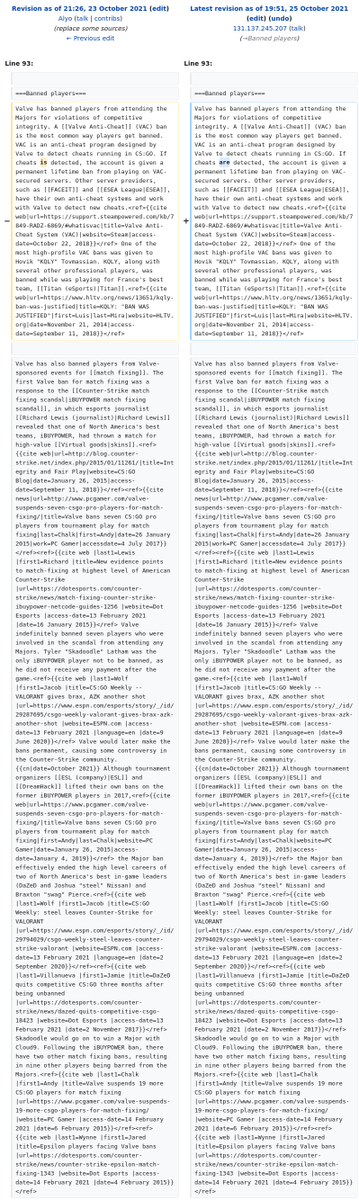 Revision as of 21:26, 23 October 2021 (edit)
Alyo (talk | contribs)
(replace some sources)
← Previous edit
Latest revision as of 19:51, 25 October 2021
(edit) (undo)
131.137.245.207 (talk)
(→Banned players)
Line 93:
Line 93:
===Banned players===
===Banned players===
−
Valve has banned players from attending the
Majors for violations of competitive
integrity. A [[Valve Anti-Cheat]] (VAC) ban
is the most common form of player ban.
VAC is an anti-cheat program designed by
Valve to detect cheats running in CS:GO. If
cheats is detected, the account is given a
permanent lifetime ban from playing on VAC-
secured servers. Other server providers,
such as [[FACEIT]] and [[ESEA League|ESEA]],
have their own anti-cheat systems and work
with Valve to detect new cheats.<ref>{{cite
web|url=https://support.steampowered.com/kb/7
849-RADZ-6869/#whatisvac|title=Valve Anti-
Cheat System (VAC)|website=Steam|access-
date=October 22, 2018}}</ref> One of the
most high-profile VAC bans was given to
Hovik "KQLY" Tovmassian. KQLY, along with
several other professional players, was
banned while was playing for France's best
team, [[Titan (eSports)|Titan]].<ref>{{cite
web|url=https://www.hltv.org/news/13651/kqly-
ban-was-justified|title=KQLY: "BAN WAS
JUSTIFIED"|first=Luis|last=Mira|website=HLTV.
org|date=November 21, 2014|access-
date=September 11, 2018}}</ref>
+
Valve has banned players from attending the
Majors for violations of competitive
integrity. A [[Valve Anti-Cheat]] (VAC) ban
is the most common form of player ban.
VAC is an anti-cheat program designed by
Valve to detect cheats running in CS:GO. If
cheats are detected, the account is given a
permanent lifetime ban from playing on VAC-
secured servers. Other server providers,
such as [[FACEIT]] and [[ESEA League|ESEA]],
have their own anti-cheat systems and work
with Valve to detect new cheats.<ref>{{cite
web|url=https://support.steampowered.com/kb/7
849-RADZ-6869/#whatisvac|title=Valve Anti-
Cheat System (VAC)|website=Steam|access-
date=October 22, 2018}}</ref> One of the
most high-profile VAC bans was given to
Hovik "KQLY" Tovmassian. KQLY, along with
several other professional players, was
banned while was playing for France's best
team, [[Titan (eSports)|Titan]].<ref>{{cite
web|url=https://www.hltv.org/news/13651/kqly-
ban-was-justified|title=KQLY: "BAN WAS
JUSTIFIED"|first=Luis|last=Mira|website=HLTV.
org|date=November 21, 2014|access-
date=September 11, 2018}}</ref>
Valve has also banned players from Valve-
sponsored events for [[match fixing]]. The
first Valve ban for match fixing was a
response to the [[Counter-Strike match
fixing scandal|iBUYPOWER match fixing
scandal]], in which esports journalist
[[Richard Lewis (journalist)|Richard Lewis]]
revealed that one of North America's best
teams, iBUYPOWER, had thrown a match for
high-value [[Virtual goods|skins]].<ref>
{{cite web|url=http://blog.counter-
strike.net/index.php/2015/01/11261/|title=Int
egrity and Fair Play|website=CS:GO
Blog|date=January 26, 2015|access-
date=September 11, 2018}}</ref><ref>{{cite
news|url=http://www.pcgamer.com/valve-
suspends-seven-csgo-pro-players-for-match-
fixing/|title=Valve bans seven CS:GO pro
players from tournament play for match
fixing|last=Chalk|first=Andy|date=26 January
2015|work=PC Gamer|accessdate=4 July 2017}}
</ref><ref>{{cite web |last1=Lewis
|first1=Richard |title=New evidence points
to match-fixing at highest level of American
Counter-Strike
|url=https://dotesports.com/counter-
strike/news/match-fixing-counter-strike-
ibuypower-netcode-guides-1256 |website=Dot
Esports |access-date=13 February 2021
|date=16 January 2015}}</ref> Valve
indefinitely banned seven players who were
involved in the scandal from attending any
Majors. Tyler "Skadoodle" Latham was the
only iBUYPOWER player not to be banned, as
he did not receive any payment after the
game.<ref>{{cite web |last1=Wolf
|first1=Jacob |title=CS:GO Weekly --
VALORANT gives brax, AZK another shot
|url=https://www.espn.com/esports/story/_/id/
29287695/csgo-weekly-valorant-gives-brax-azk-
another-shot |website=ESPN.com |access-
date=13 February 2021 |language=en |date=9
June 2020}}</ref> Valve would later make the
bans permanent, causing some controversy in
the Counter-Strike community.
{{cn|date=October 2021}} Although tournament
organizers [[ESL (company)|ESL]] and
[[DreamHack]] lifted their own bans on the
former iBUYPOWER players in 2017,<ref>{{cite
web|url=https://www.pcgamer.com/valve-
suspends-seven-csgo-pro-players-for-match-
fixing/|title=Valve bans seven CS:GO pro
players from tournament play for match
fixing|first=Andy|last=Chalk|website=PC
Gamer|date=January 26, 2015|access-
date=January 4, 2019}}</ref> the Major ban
effectively ended the high level careers of
two of North America's best in-game leaders
(DaZeD and Joshua "steel" Nissan) and
Braxton "swag" Pierce.<ref>{{cite web
|last1=Wolf |first1=Jacob |title=CS:GO
Weekly: steel leaves Counter-Strike for
VALORANT
|url=https://www.espn.com/esports/story/_/id/
29794029/csgo-weekly-steel-leaves-counter-
strike-valorant |website=ESPN.com |access-
date=13 February 2021 |language=en |date=2
September 2020}}</ref><ref>{{cite web
|last1=Villanueva |first1=Jamie |title=DaZeD
quits competitive CS:GO three months after
being unbanned
|url=https://dotesports.com/counter-
strike/news/dazed-quits-competitive-csgo-
18423 |website=Dot Esports |access-date=13
February 2021 |date=2 November 2017}}</ref>
Skadoodle would go on to win a Major with
Cloud9. Following the iBUYPOWER ban, there
have two other match fixing bans, resulting
in nine other players being banned from the
Majors.<ref>{{cite web |last1=Chalk
|first1=Andy |title=Valve suspends 19 more
CS:GO pro players for match fixing
|url=https://www.pcgamer.com/valve-suspends-
19-more-csgo-players-for-match-fixing/
|website=PC Gamer |access-date=14 February
2021 |date=6 February 2015}}</ref><ref>
{{cite web |last1=Wynne |first1=Jared
|title=Epsilon players facing Valve bans
|url=https://dotesports.com/counter-
strike/news/counter-strike-epsilon-match-
fixing-1343 |website=Dot Esports |access-
date=14 February 2021 |date=4 February 2015}}
</ref>
Valve has also banned players from Valve-
sponsored events for [[match fixing]]. The
first Valve ban for match fixing was a
response to the [[Counter-Strike match
fixing scandal|iBUYPOWER match fixing
scandal]], in which esports journalist
[[Richard Lewis (journalist)|Richard Lewis]]
revealed that one of North America's best
teams, iBUYPOWER, had thrown a match for
high-value [[Virtual goods|skins]].<ref>
{{cite web|url=http://blog.counter-
strike.net/index.php/2015/01/11261/|title=Int
egrity and Fair Play|website=CS:GO
Blog|date=January 26, 2015|access-
date=September 11, 2018}}</ref><ref>{{cite
news|url=http://www.pcgamer.com/valve-
suspends-seven-csgo-pro-players-for-match-
fixing/|title=Valve bans seven CS:GO pro
players from tournament play for match
fixing|last=Chalk|first=Andy|date=26 January
2015|work=PC Gamer|accessdate=4 July 2017}}
</ref><ref>{{cite web |last1=Lewis
|first1=Richard |title=New evidence points
to match-fixing at highest level of American
Counter-Strike
|url=https://dotesports.com/counter-
strike/news/match-fixing-counter-strike-
ibuypower-netcode-guides-1256 |website=Dot
Esports |access-date=13 February 2021
|date=16 January 2015}}</ref> Valve
indefinitely banned seven players who were
involved in the scandal from attending any
Majors. Tyler "Skadoodle" Latham was the
only iBUYPOWER player not to be banned, as
he did not receive any payment after the
game.<ref>{{cite web |last1=Wolf
|first1=Jacob |title=CS:GO Weekly --
VALORANT gives brax, AZK another shot
|url=https://www.espn.com/esports/story/_/id/
29287695/csgo-weekly-valorant-gives-brax-azk-
another-shot |website=ESPN.com |access-
date=13 February 2021 |language=en |date=9
June 2020}}</ref> Valve would later make the
bans permanent, causing some controversy in
the Counter-Strike community.
{{cn|date=October 2021}} Although tournament
organizers [[ESL (company)|ESL]] and
[[DreamHack]] lifted their own bans on the
former iBUYPOWER players in 2017,<ref>{{cite
web|url=https://www.pcgamer.com/valve-
suspends-seven-csgo-pro-players-for-match-
fixing/|title=Valve bans seven CS:GO pro
players from tournament play for match
fixing|first=Andy|last=Chalk|website=PC
Gamer|date=January 26, 2015|access-
date=January 4, 2019}}</ref> the Major ban
effectively ended the high level careers of
two of North America's best in-game leaders
(DaZeD and Joshua "steel" Nissan) and
Braxton "swag" Pierce.<ref>{{cite web
|last1=Wolf |first1=Jacob |title=CS:GO
Weekly: steel leaves Counter-Strike for
VALORANT
|url=https://www.espn.com/esports/story/_/id/
29794029/csgo-weekly-steel-leaves-counter-
strike-valorant |website=ESPN.com |access-
date=13 February 2021 |language=en |date=2
September 2020}}</ref><ref>{{cite web
|last1=Villanueva |first1=Jamie |title=DaZeD
quits competitive CS:GO three months after
being unbanned
|url=https://dotesports.com/counter-
strike/news/dazed-quits-competitive-csgo-
18423 |website=Dot Esports |access-date=13
February 2021 |date=2 November 2017}}</ref>
Skadoodle would go on to win a Major with
Cloud9. Following the iBUYPOWER ban, there
have two other match fixing bans, resulting
in nine other players being banned from the
Majors.<ref>{{cite web |last1=Chalk
|first1=Andy |title=Valve suspends 19 more
CS:GO pro players for match fixing
|url=https://www.pcgamer.com/valve-suspends-
19-more-csgo-players-for-match-fixing/
|website=PC Gamer |access-date=14 February
2021 |date=6 February 2015}}</ref><ref>
{{cite web |last1=Wynne |first1=Jared
|title=Epsilon players facing Valve bans
|url=https://dotesports.com/counter-
strike/news/counter-strike-epsilon-match-
fixing-1343 |website=Dot Esports |access-
date=14 February 2021 |date=4 February 2015}}
</ref>